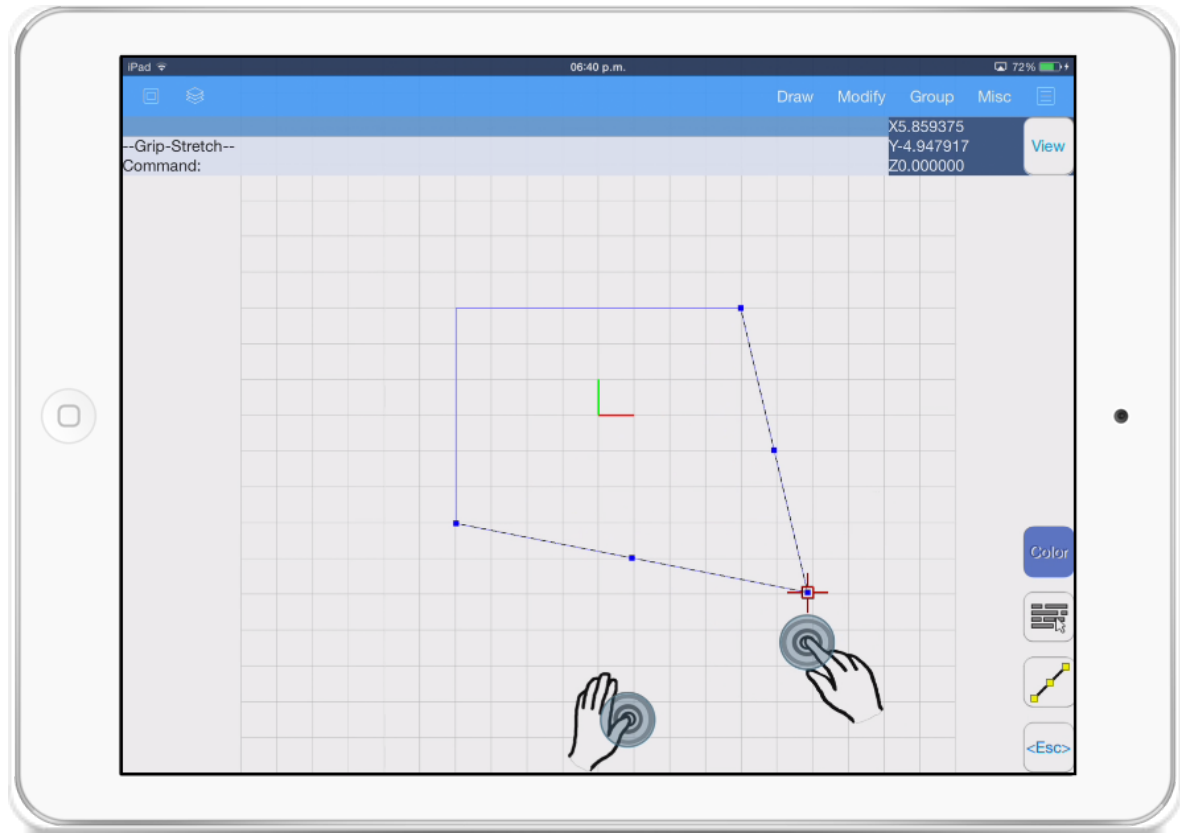 iPad
06:40 p.m.
72%
Draw Modify Group Misc
--Grip-Stretch--
Command:
X5.859375
Y-4.947917
Z0.000000
View
Color
<Esc>